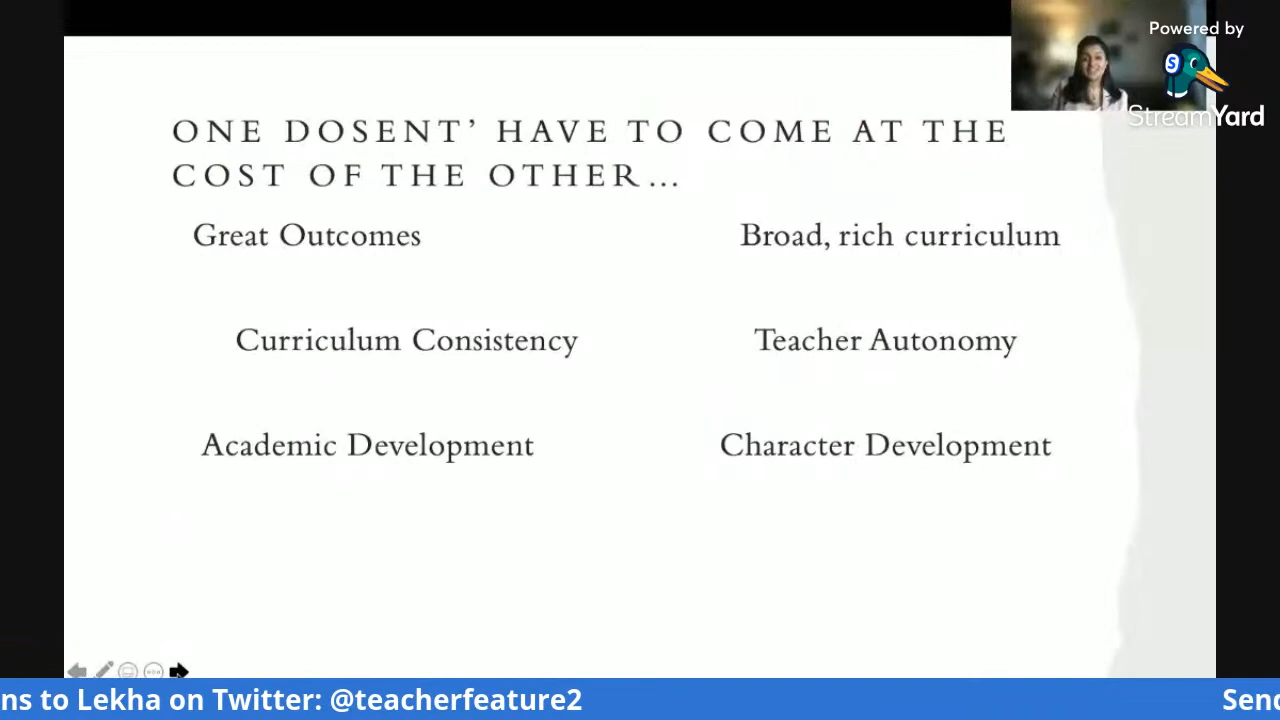 Powered by
StreamYard
ONE DOSENT’ HAVE TO COME AT THE
COST OF THE OTHER...
Great Outcomes
Broad, rich curriculum
Curriculum Consistency
Teacher Autonomy
Academic Development
Character Development
ns to Lekha on Twitter: @teacherfeature2
Send